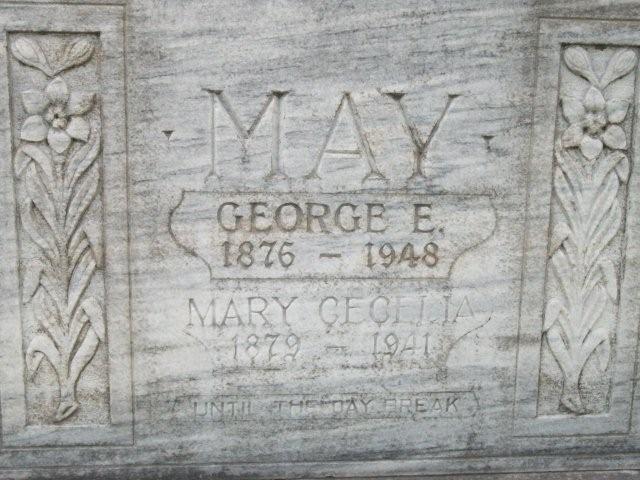 MAY
GEORGE E.
1876 – 1948
MARY CECELIA
1879 – 1941
UNTIL THE DAY BREAK